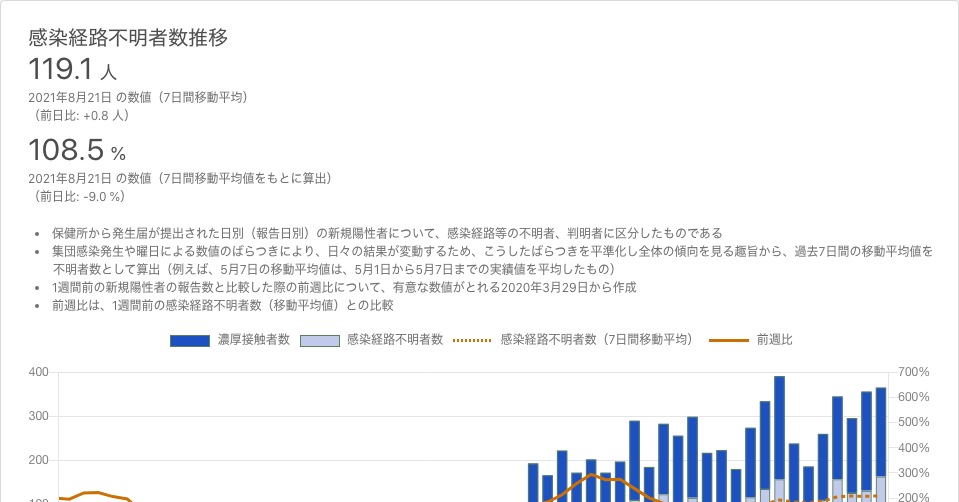 感染経路不明者数推移
119.1 人
2021年8月21日 の数値（7日間移動平均）
（前日比: +0.8 人）
108.5 %
2021年8月21日 の数値（7日間移動平均値をもとに算出）
（前日比: -9.0 %）
• 保健所から発生届が提出された日別（報告日別）の新規陽性者について、感染経路等の不明者、判明者に区分したものである
• 集団感染発生や曜日による数値のばらつきにより、日々の結果が変動するため、こうしたばらつきを平準化し全体の傾向を見る趣旨から、過去7日間の移動平均値を
不明者数として算出（例えば、5月7日の移動平均値は、5月1日から5月7日までの実績値を平均したもの）
• 1週間前の新規陽性者の報告数と比較した際の前週比について、有意な数値がとれる2020年3月29日から作成
• 前週比は、1週間前の感染経路不明者数（移動平均値）との比較
濃厚接触者数 感染経路不明者数 感染経路不明者数（7日間移動平均） 前週比
400 700%
600%
300 500%
400%
200 300%
100 200%